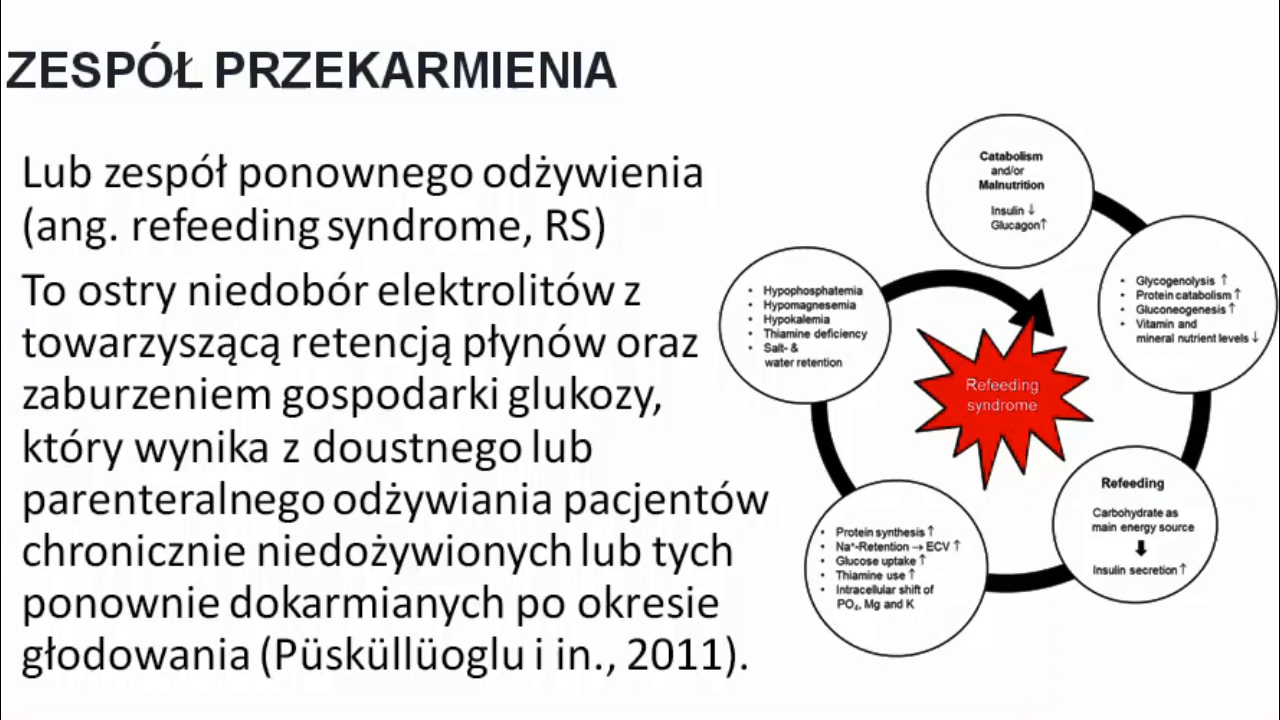 ZESPÓŁ PRZEKARMIENIA
Lub zespół ponownego odżywienia
(ang. refeeding syndrome, RS)
To ostry niedobór elektrolitów z
towarzyszącą retencją płynów oraz
zaburzeniem gospodarki glukozy,
który wynika z doustnego lub
parenteralnego odżywiania pacjentów
chronicznie niedożywionych lub tych
ponownie dokarmianych po okresie
głodowania (Püsküllüoglu i in., 2011).
Catabolism
and/or
Malnutrition
Insulin ↓
Glucagon↑
• Glycogenolysis ↑
• Protein catabolism ↑
• Gluconeogenesis ↑
• Vitamin and
mineral nutrient levels ↓
Refeeding
Carbohydrate as
main energy source
Insulin secretion ↑
• Protein synthesis ↑
• Na⁺-Retention → ECV ↑
• Glucose uptake ↑
• Thiamine use ↑
• Intracellular shift of
PO₄, Mg and K
• Hypophosphatemia
• Hypomagnesemia
• Hypokalemia
• Thiamine deficiency
• Salt- &
water retention
Refeeding
syndrome